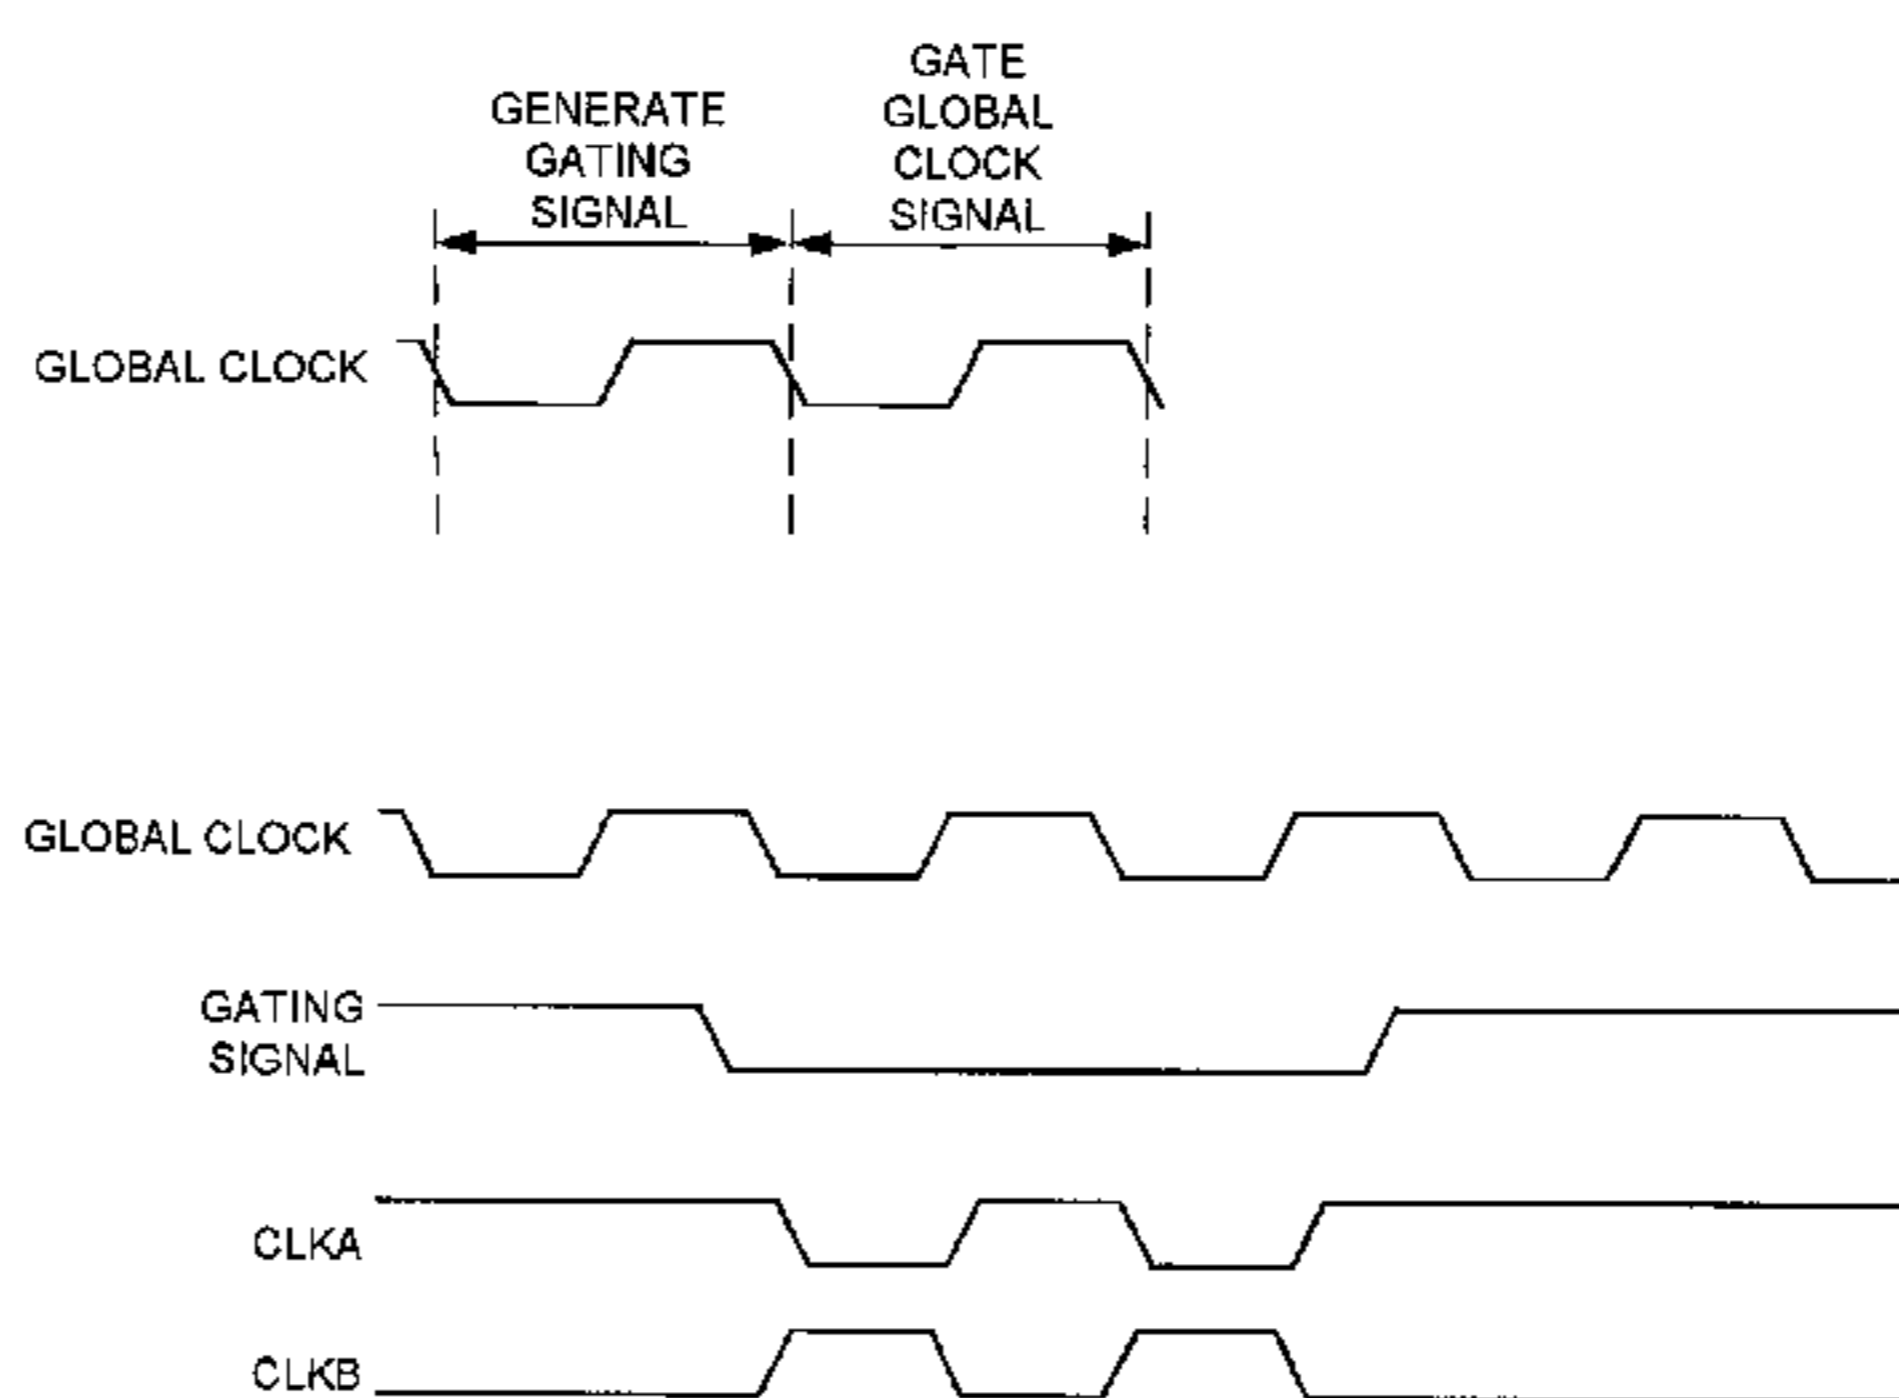 GENERATE
GATING
SIGNAL
GATE
GLOBAL
CLOCK
SIGNAL
GLOBAL CLOCK
GLOBAL CLOCK
GATING
SIGNAL
CLKA
CLKB